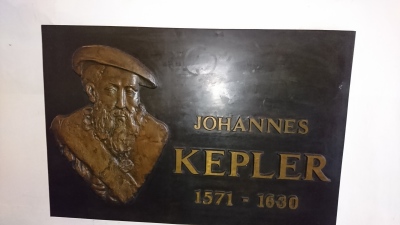 JOHANNES
KEPLER
1571 - 1630